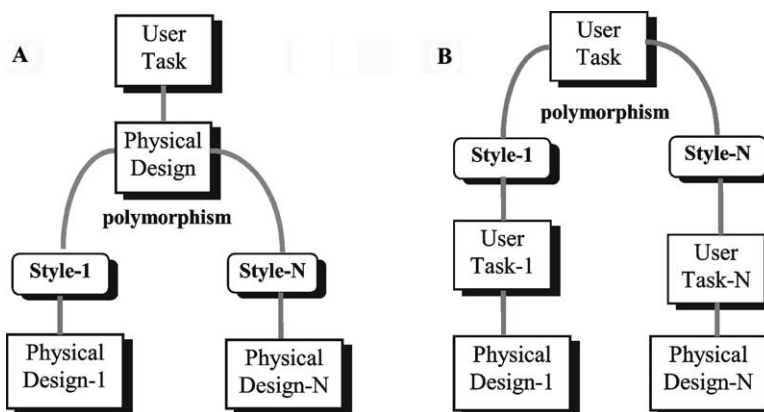 A
User
Task
Physical
Design
polymorphism
Style-1
Style-N
Physical
Design-1
Physical
Design-N
B
User
Task
polymorphism
Style-1
Style-N
User
Task-1
User
Task-N
Physical
Design-1
Physical
Design-N